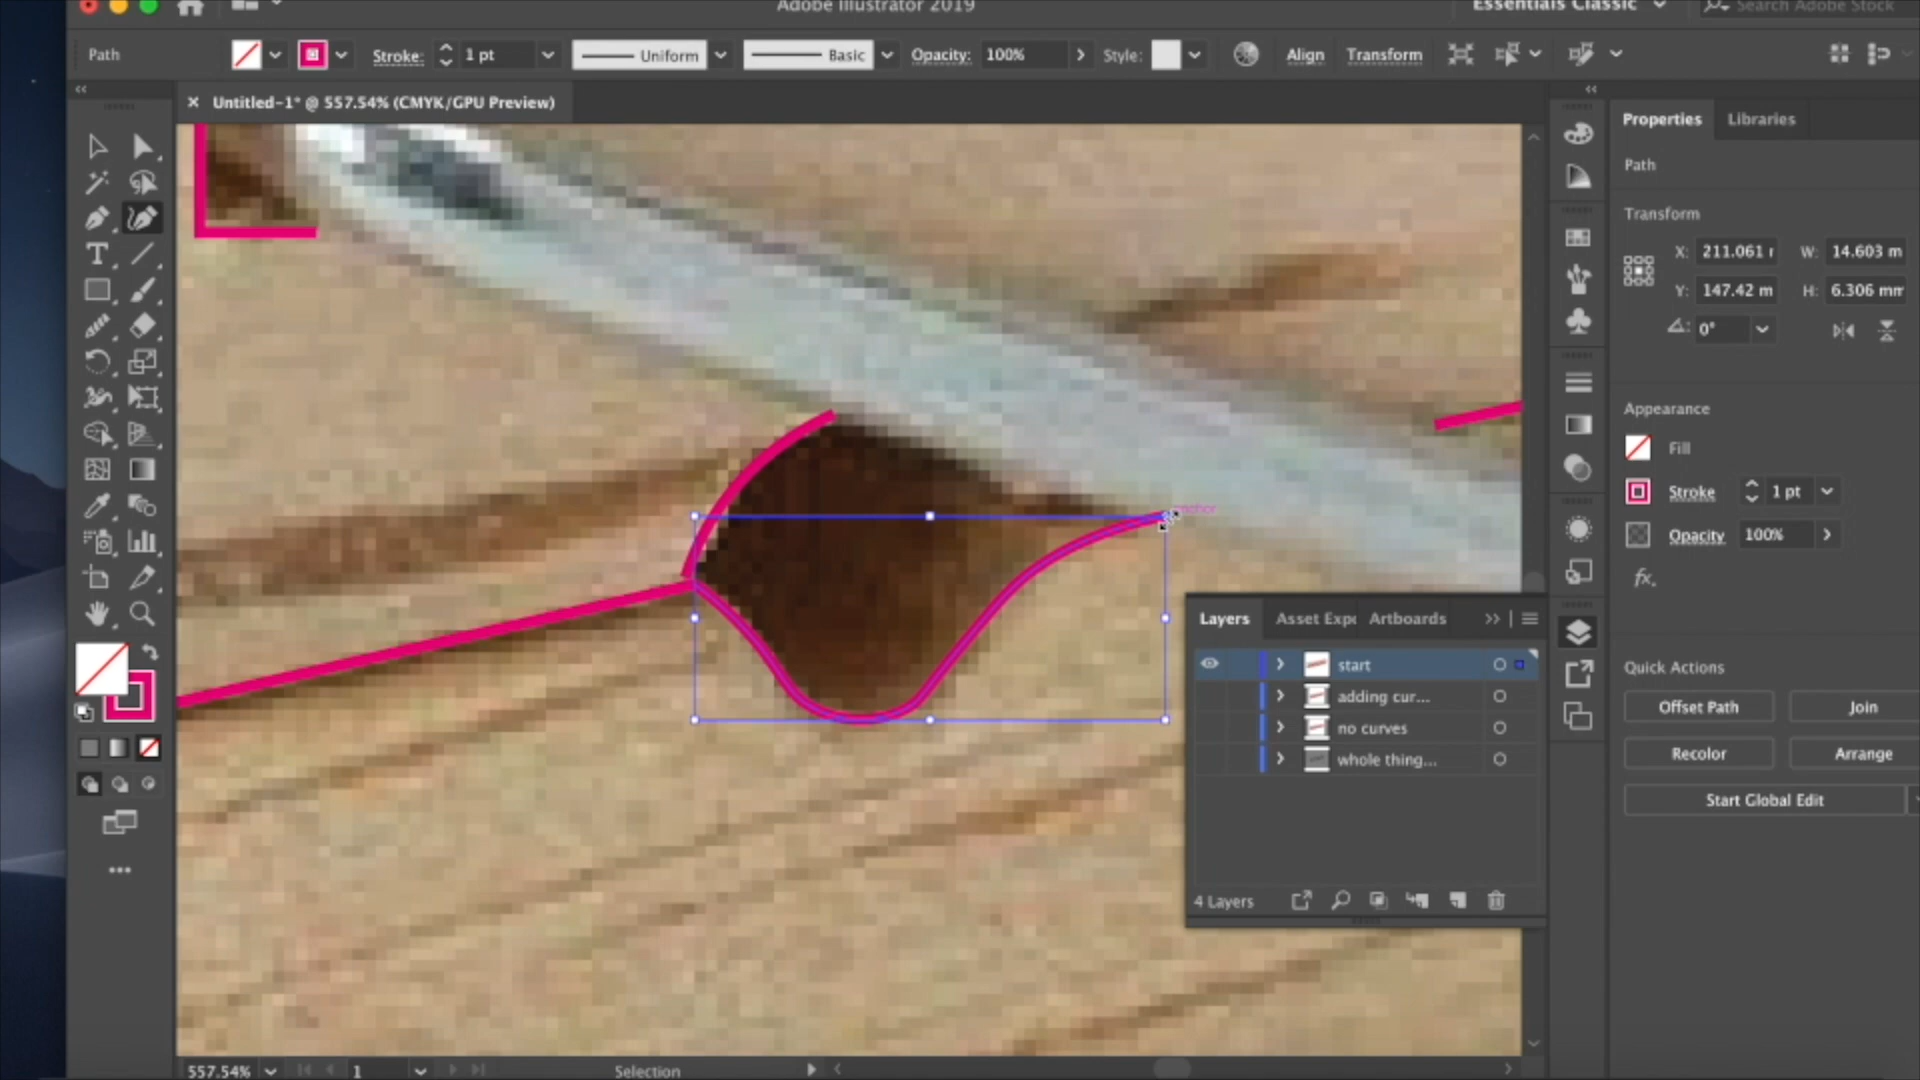 Adobe Illustrator 2019
Essentials Classic
Search Adobe Stock
Path
Stroke:
1 pt
Uniform
Basic
Opacity:
100%
Style:
Align
Transform
Untitled-1* @ 557.54% (CMYK/GPU Preview)
Properties
Libraries
Path
Transform
X:
211.061
W:
14.603 m
Y:
147.42 m
H:
6.306 mm
0°
Appearance
Fill
Stroke
1 pt
Opacity
100%
fx.
Quick Actions
Offset Path
Join
Recolor
Arrange
Start Global Edit
Layers
Asset Expo
Artboards
start
adding cur...
no curves
whole thing...
4 Layers
557.54%
1
Selection